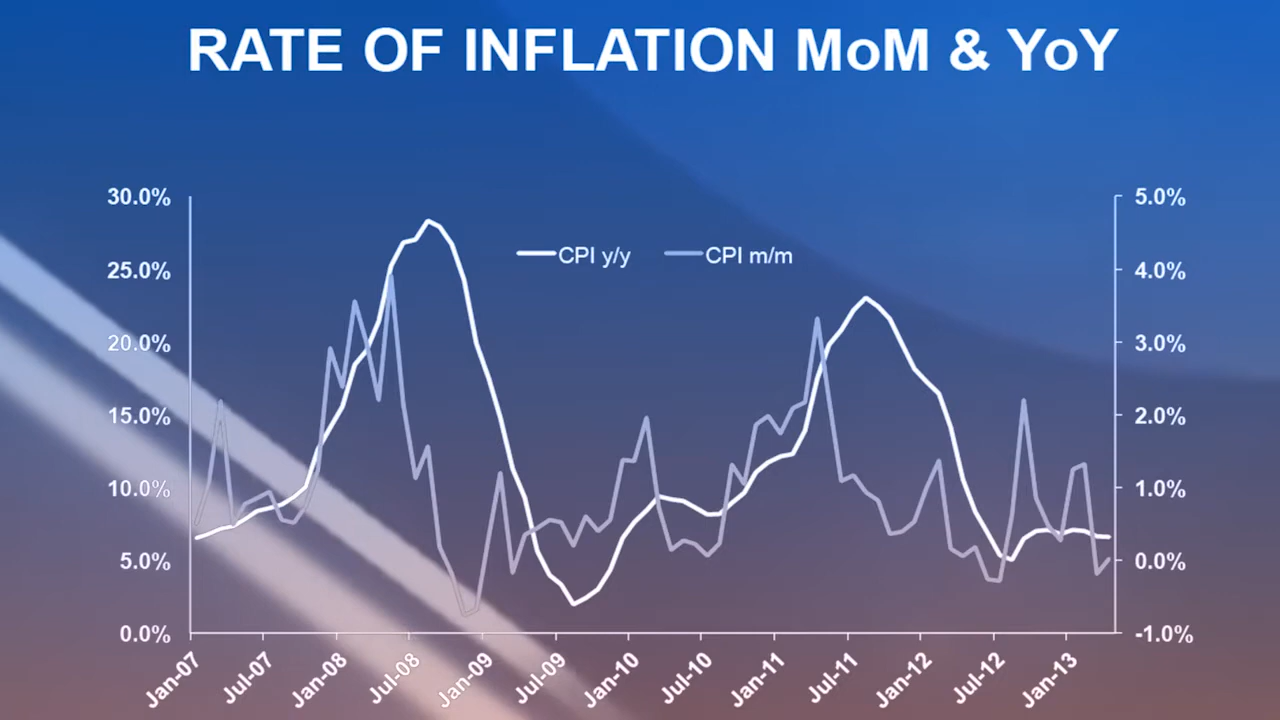 RATE OF INFLATION MoM & YoY
30.0%
25.0%
20.0%
15.0%
10.0%
5.0%
0.0%
CPI y/y
CPI m/m
5.0%
4.0%
3.0%
2.0%
1.0%
0.0%
-1.0%
Jan-07
Jul-07
Jan-08
Jul-08
Jan-09
Jul-09
Jan-10
Jul-10
Jan-11
Jul-11
Jan-12
Jul-12
Jan-13